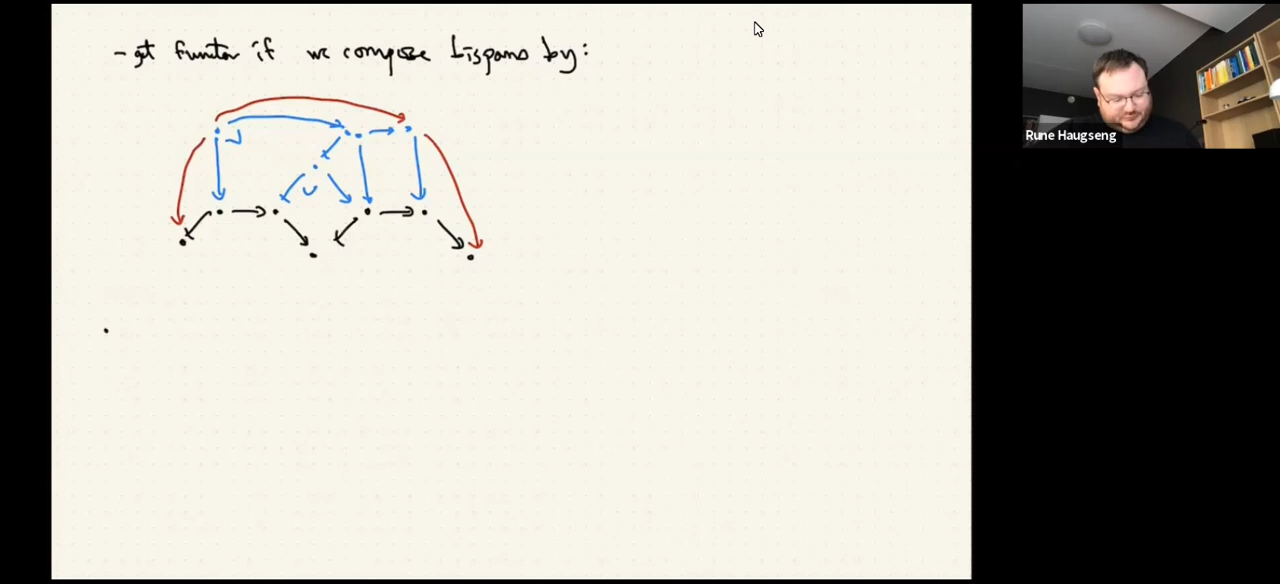 - get functor if we compose bispans by:
Rune Haugseng